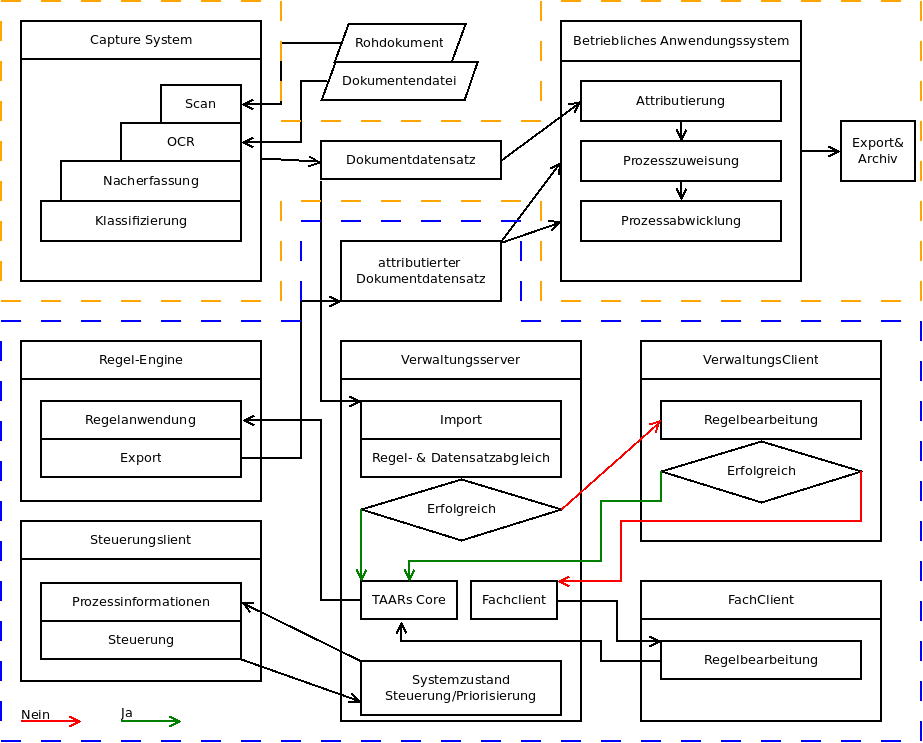 Capture System
Scan
OCR
Nacherfassung
Klassifizierung
Rohdokument
Dokumentendatei
Dokumentdatensatz
attributierter
Dokumentdatensatz
Betriebliches Anwendungssystem
Attributierung
Prozesszuweisung
Prozessabwicklung
Export&
Archiv
Regel-Engine
Regelanwendung
Export
Steuerungslient
Prozessinformationen
Steuerung
Verwaltungsserver
Import
Regel- & Datensatzabgleich
Erfolgreich
TAARs Core
Fachclient
Systemzustand
Steuerung/Priorisierung
VerwaltungsClient
Regelbearbeitung
Erfolgreich
FachClient
Regelbearbeitung
Nein
Ja